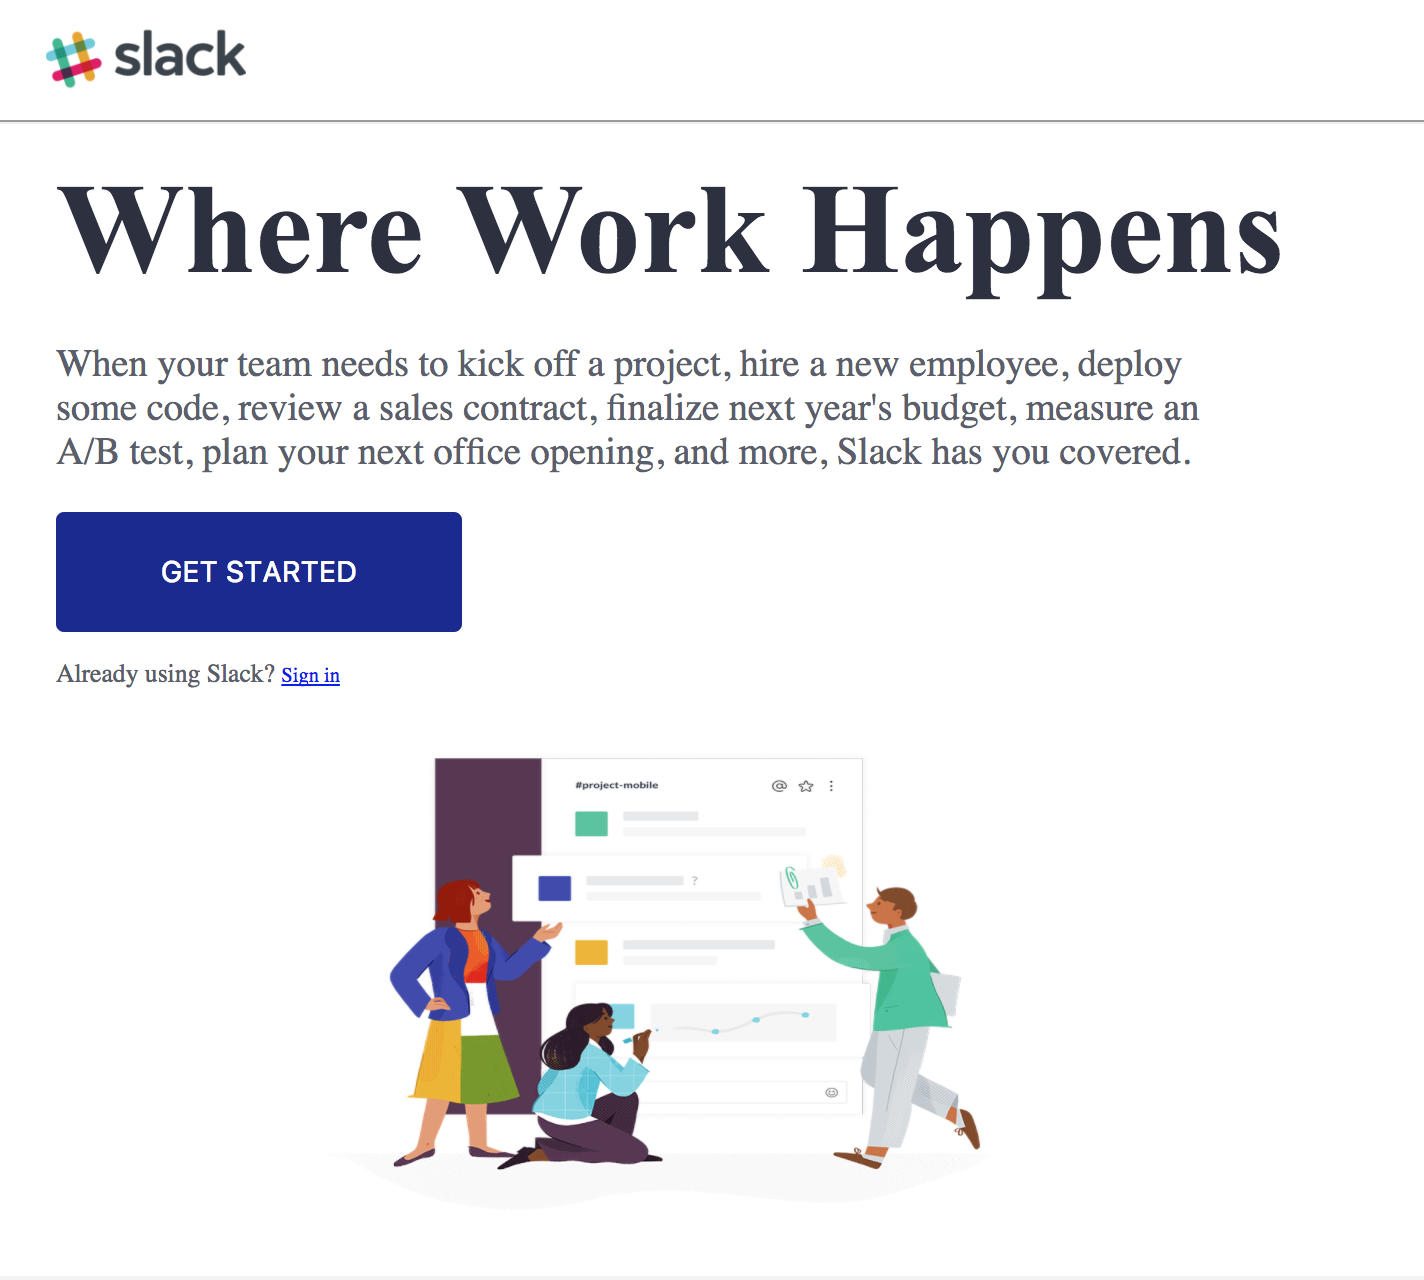 slack
Where Work Happens
When your team needs to kick off a project, hire a new employee, deploy
some code, review a sales contract, finalize next year's budget, measure an
A/B test, plan your next office opening, and more, Slack has you covered.
GET STARTED
Already using Slack? Sign in
#project-mobile
?